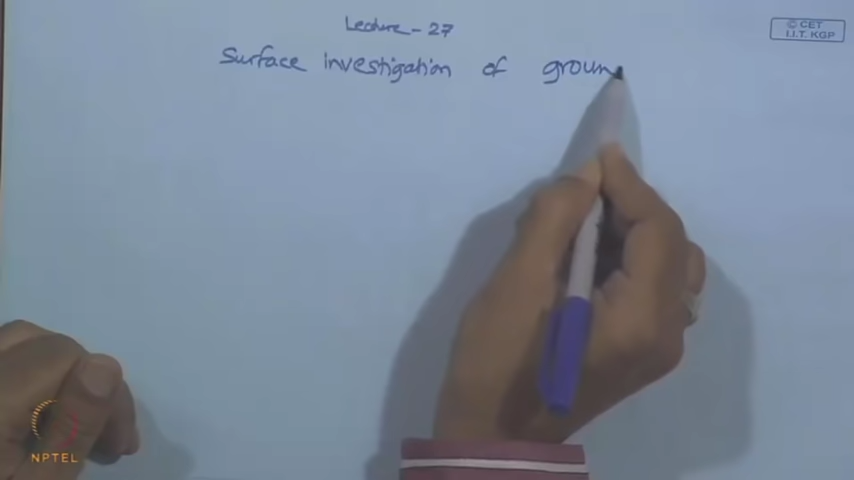 Lecture - 27
© CET
I.I.T. KGP
Surface investigation of groun
NPTEL